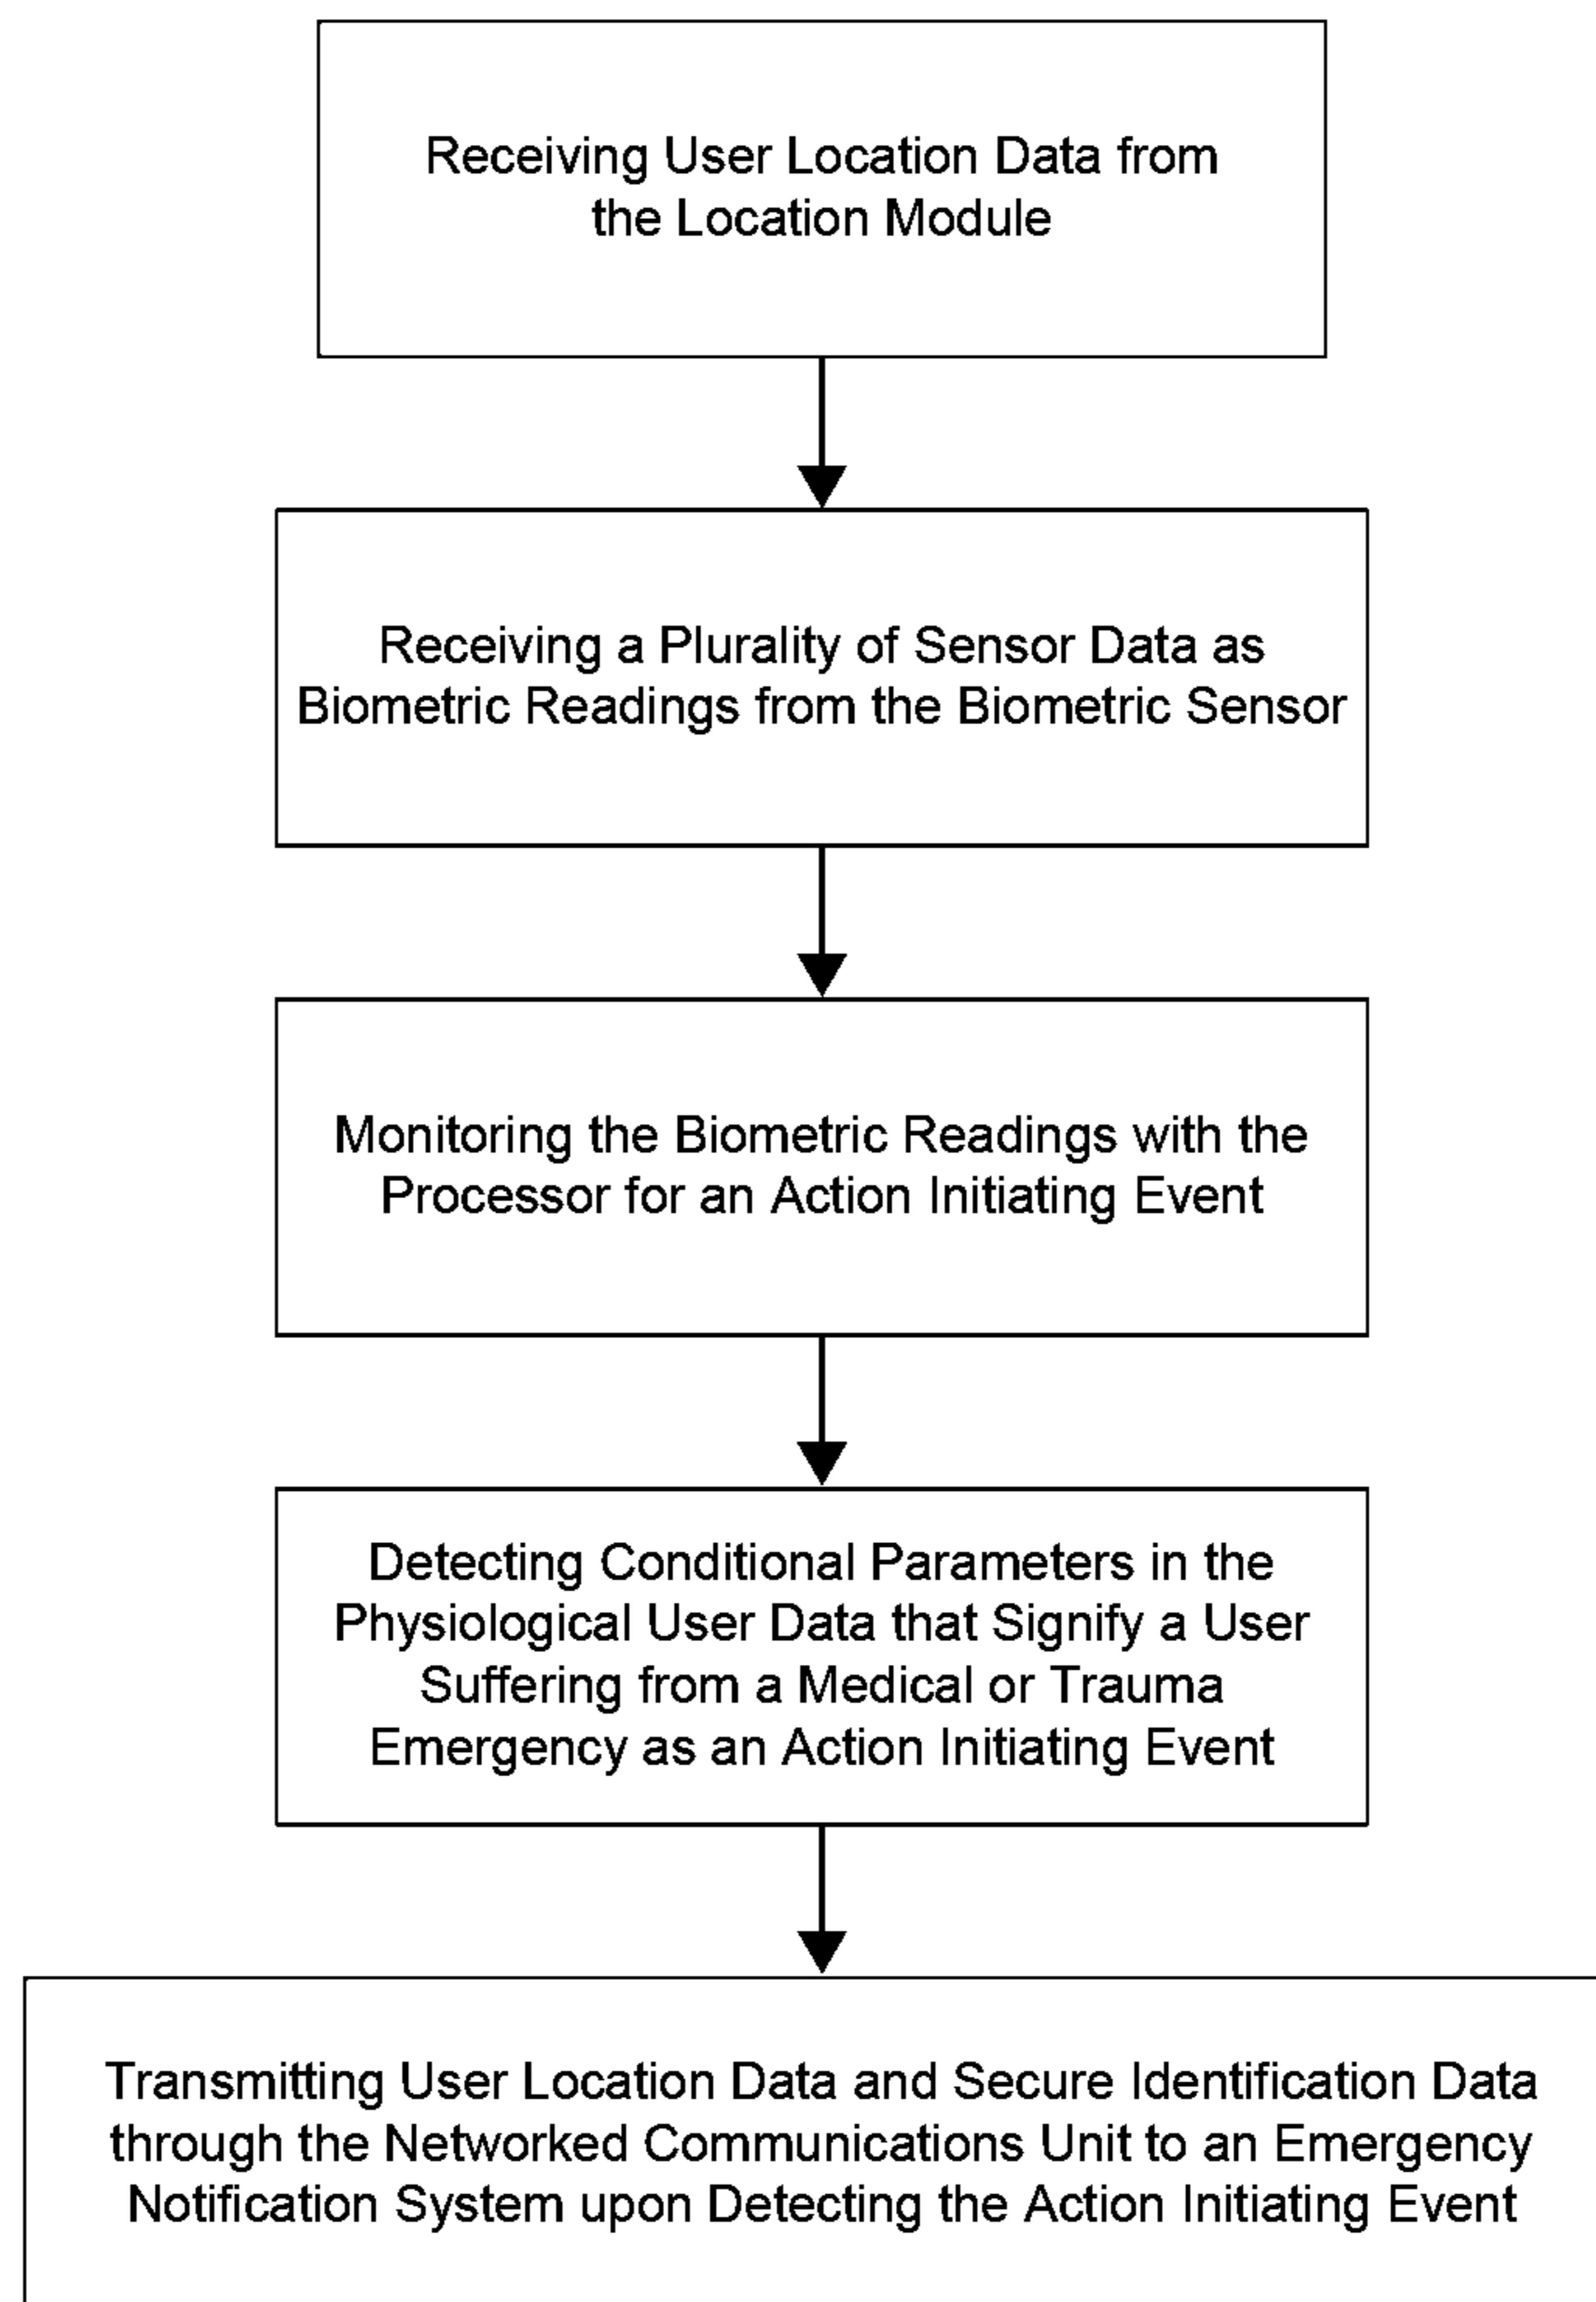 Receiving User Location Data from
the Location Module
Receiving a Plurality of Sensor Data as
Biometric Readings from the Biometric Sensor
Monitoring the Biometric Readings with the
Processor for an Action Initiating Event
Detecting Conditional Parameters in the
Physiological User Data that Signify a User
Suffering from a Medical or Trauma
Emergency as an Action Initiating Event
Transmitting User Location Data and Secure Identification Data
through the Networked Communications Unit to an Emergency
Notification System upon Detecting the Action Initiating Event